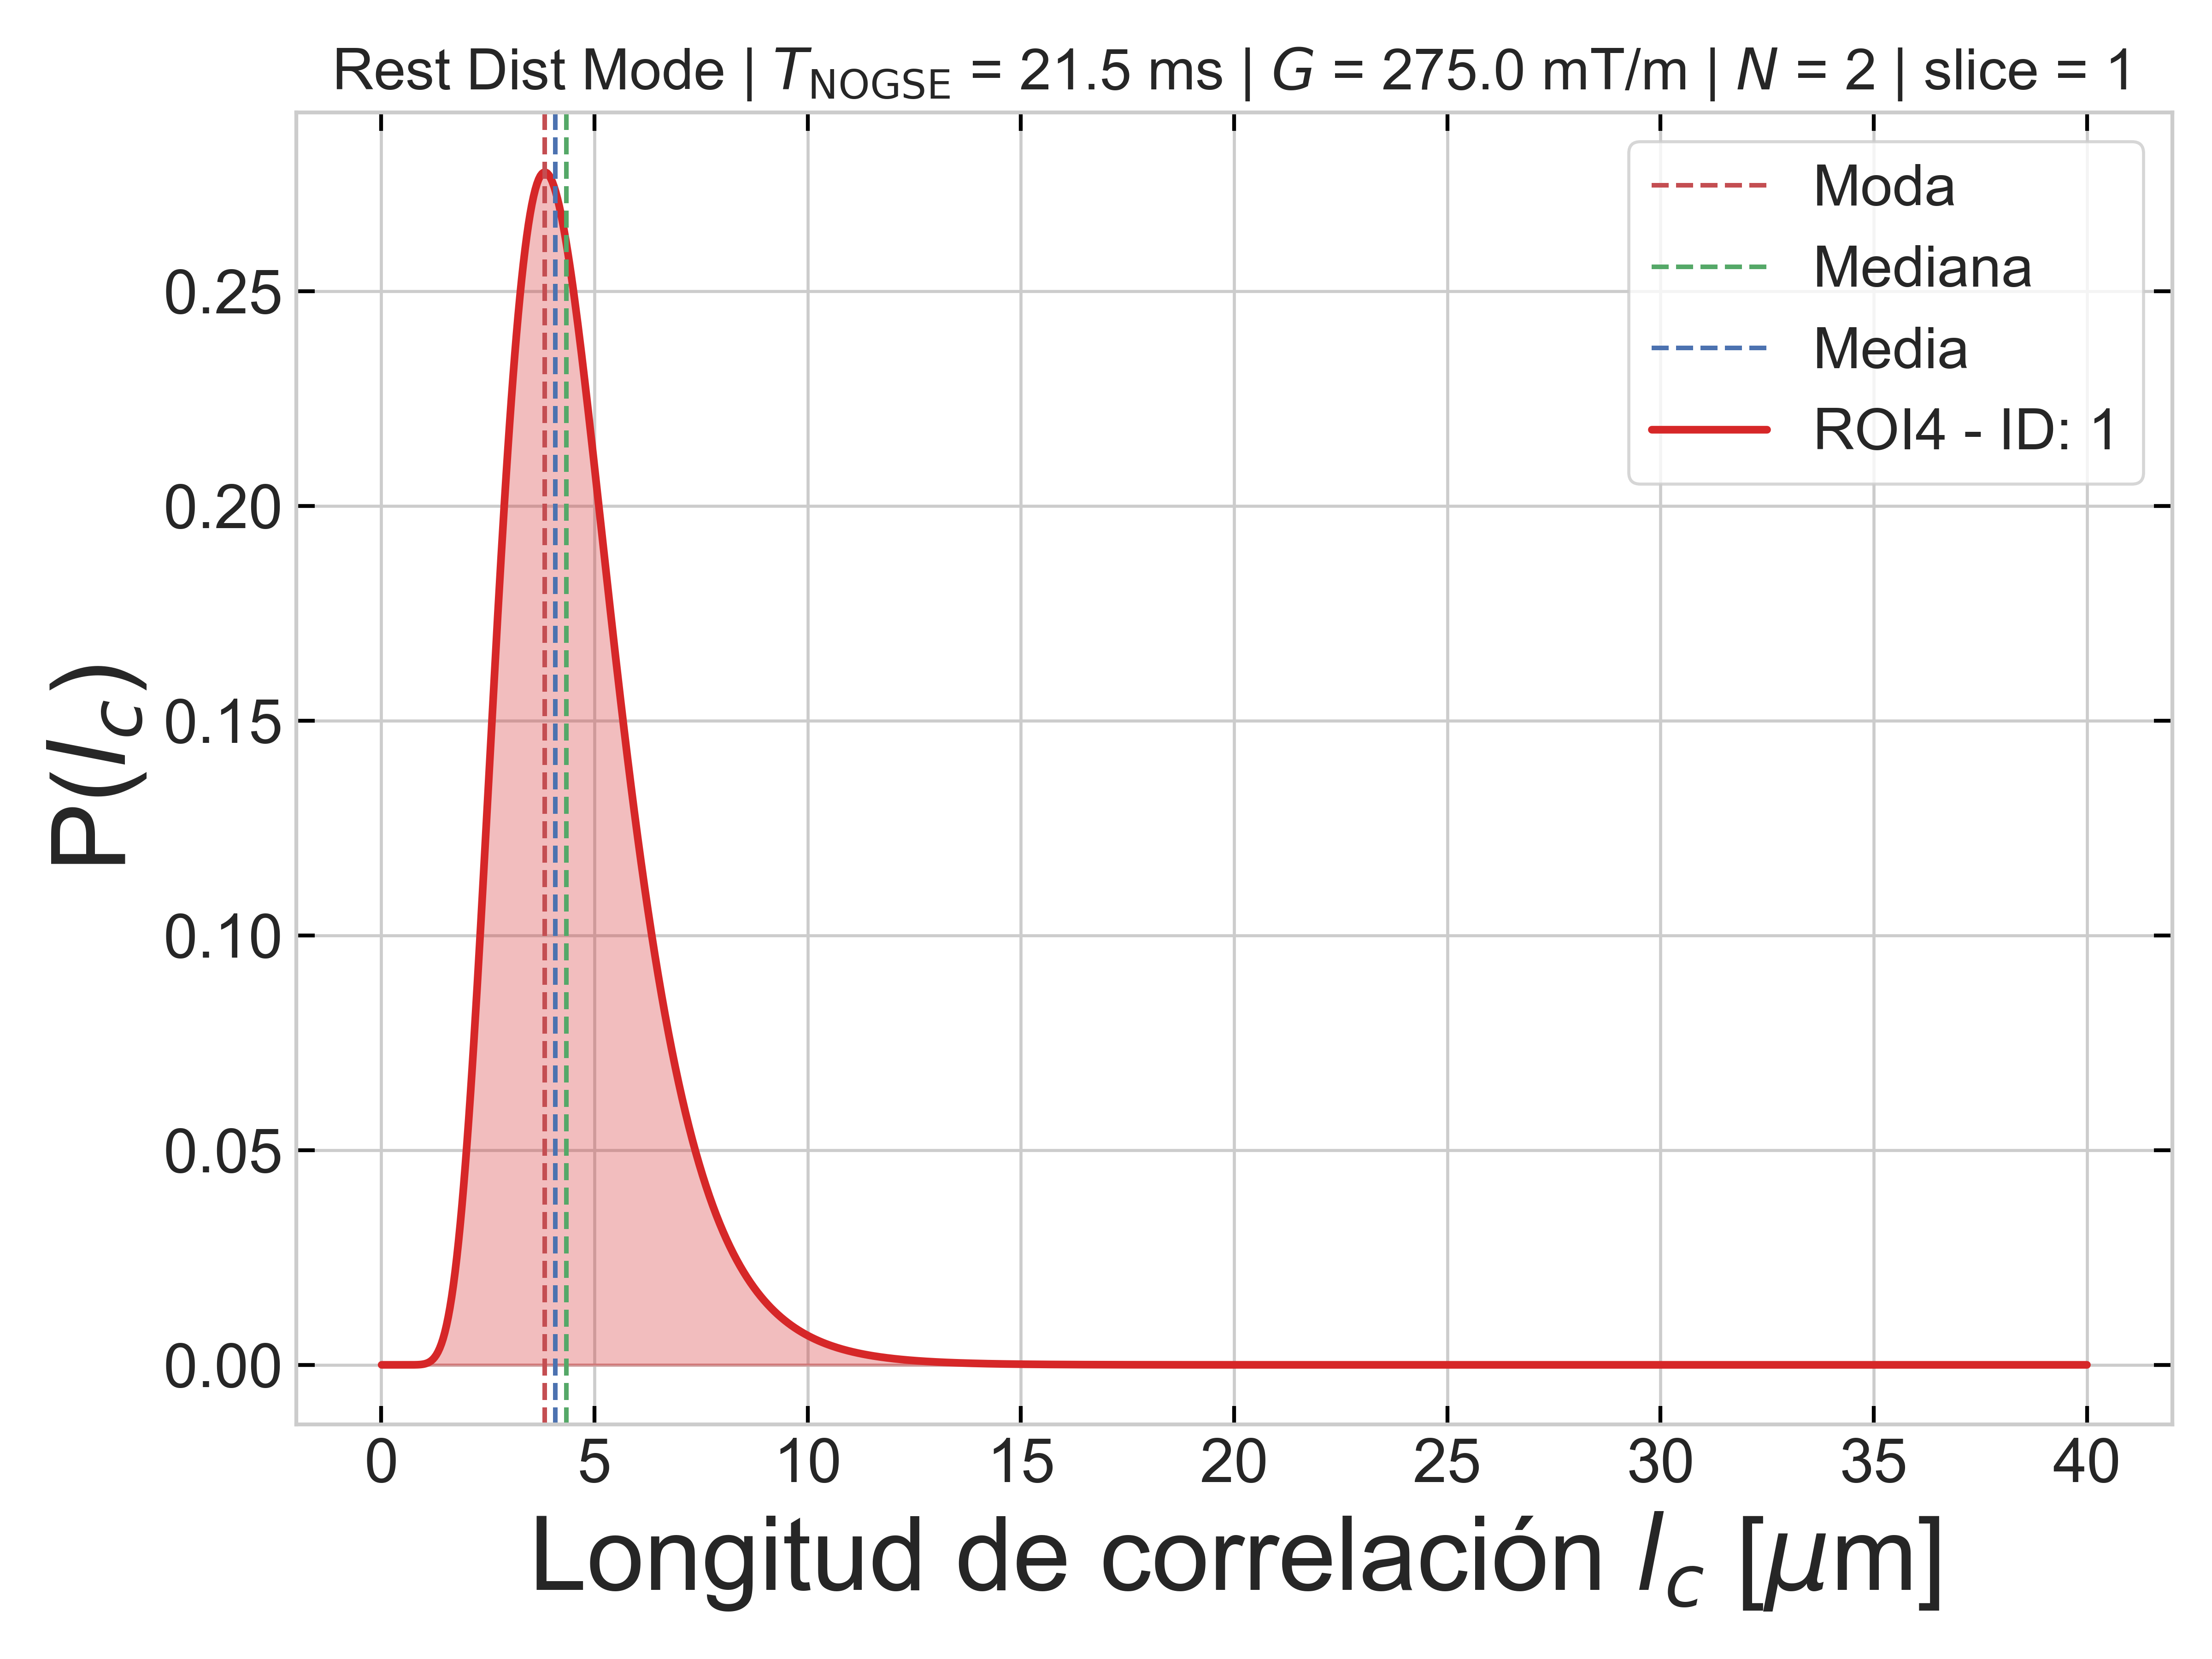 Rest Dist Mode | T_NOGSE = 21.5 ms | G = 275.0 mT/m | N = 2 | slice = 1
Moda
Mediana
Media
ROI4 - ID: 1
P(l_c)
0.25
0.20
0.15
0.10
0.05
0.00
0 5 10 15 20 25 30 35 40
Longitud de correlación l_c [μm]